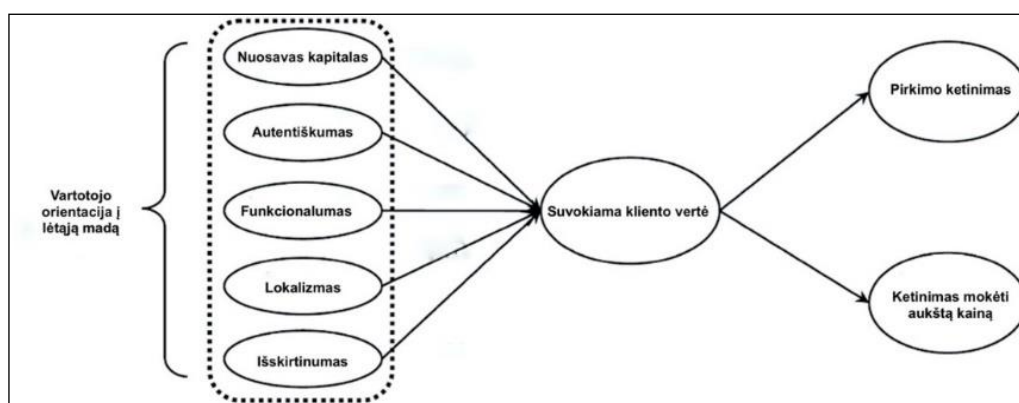 Nuosavas kapitalas
Autentiškumas
Funkcionalumas
Lokalizmas
Išskirtinumas
Vartotojo
orientacija į
lėtąją madą
Suvokiama kliento vertė
Pirkimo ketinimas
Ketinimas mokėti
aukštą kainą